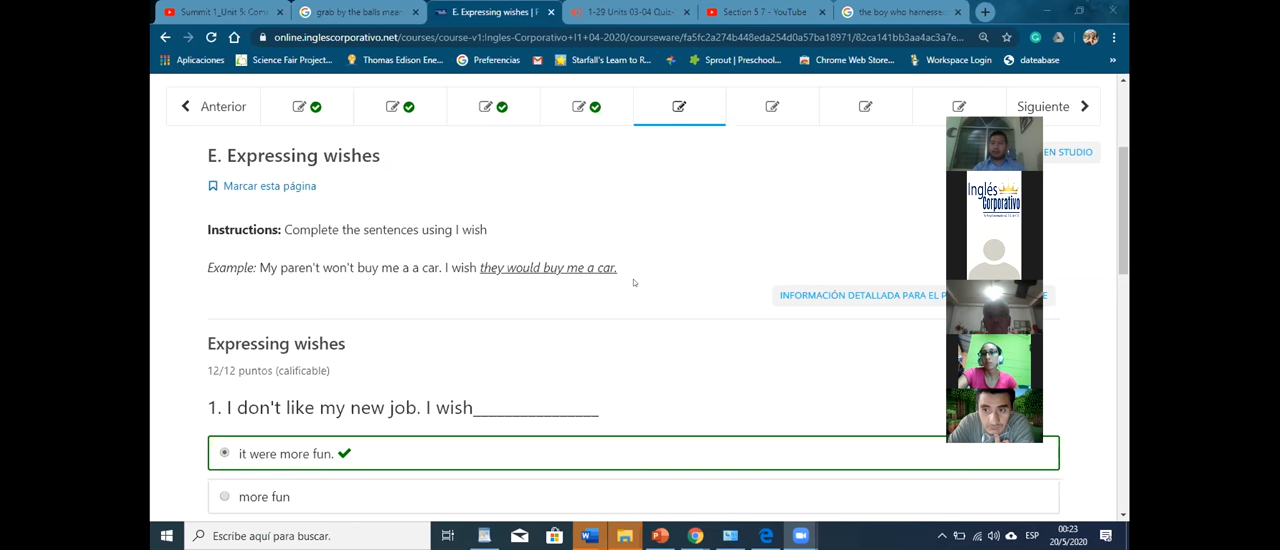 Summit 1_Unit 5: Com
grab by the balls mean
E. Expressing wishes | F
1-29 Units 03-04 Quiz-
Section 5 7 - YouTube
the boy who harnessed
online.inglescorporativo.net/courses/course-v1:Ingles-Corporativo+I1+04-2020/courseware/fa5fc2a274b448eda254d0a57ba18971/82ca141bb3aa4ac3a7e...
Aplicaciones
Science Fair Project...
Thomas Edison Ene...
Preferencias
Starfall's Learn to R...
Sprout | Preschool...
Chrome Web Store...
Workspace Login
dateabase
»
Anterior
Siguiente
E. Expressing wishes
EN STUDIO
Marcar esta página
Inglés
Corporativo
Instructions: Complete the sentences using I wish
Example: My paren't won't buy me a a car. I wish they would buy me a car.
INFORMACIÓN DETALLADA PARA EL P
E
Expressing wishes
12/12 puntos (calificable)
1. I don't like my new job. I wish________________
it were more fun.
more fun
Escribe aquí para buscar.
ESP
00:23
20/5/2020